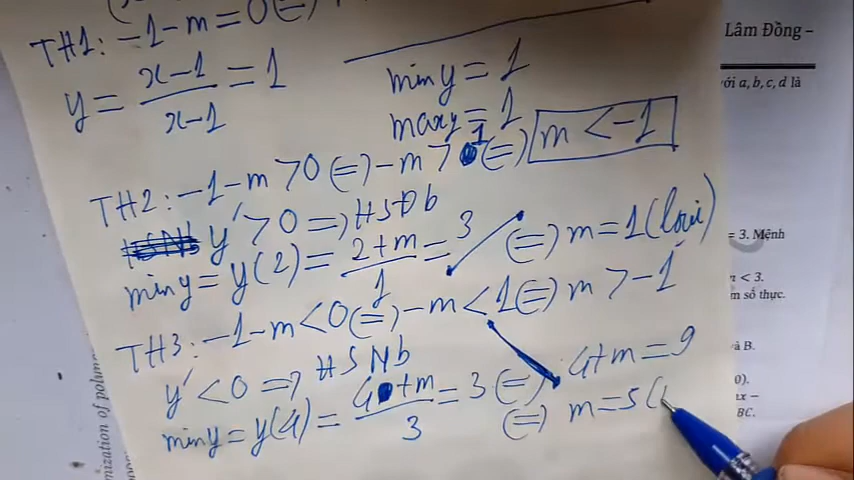 TH1: -1-m=0 (=)
y = x-1/x-1 = 1
min y = 1
max y = 1
TH2: -1-m>0 (=) -m>1 (=) m<-1
y'>0 => HSĐb
min y = y(2) = 2+m/1 = 3 (=) m=1 (loại)
TH3: -1-m<0 (=) -m<1 (=) m>-1
y'<0 => HSNb
min y = y(4) = 4+m/3 = 3 (=) 4+m=9
(=) m=5 (
Lâm Đồng –
với a, b, c, d là
= 3. Mệnh
< 3.
m số thực.
và B.
0).
BC.